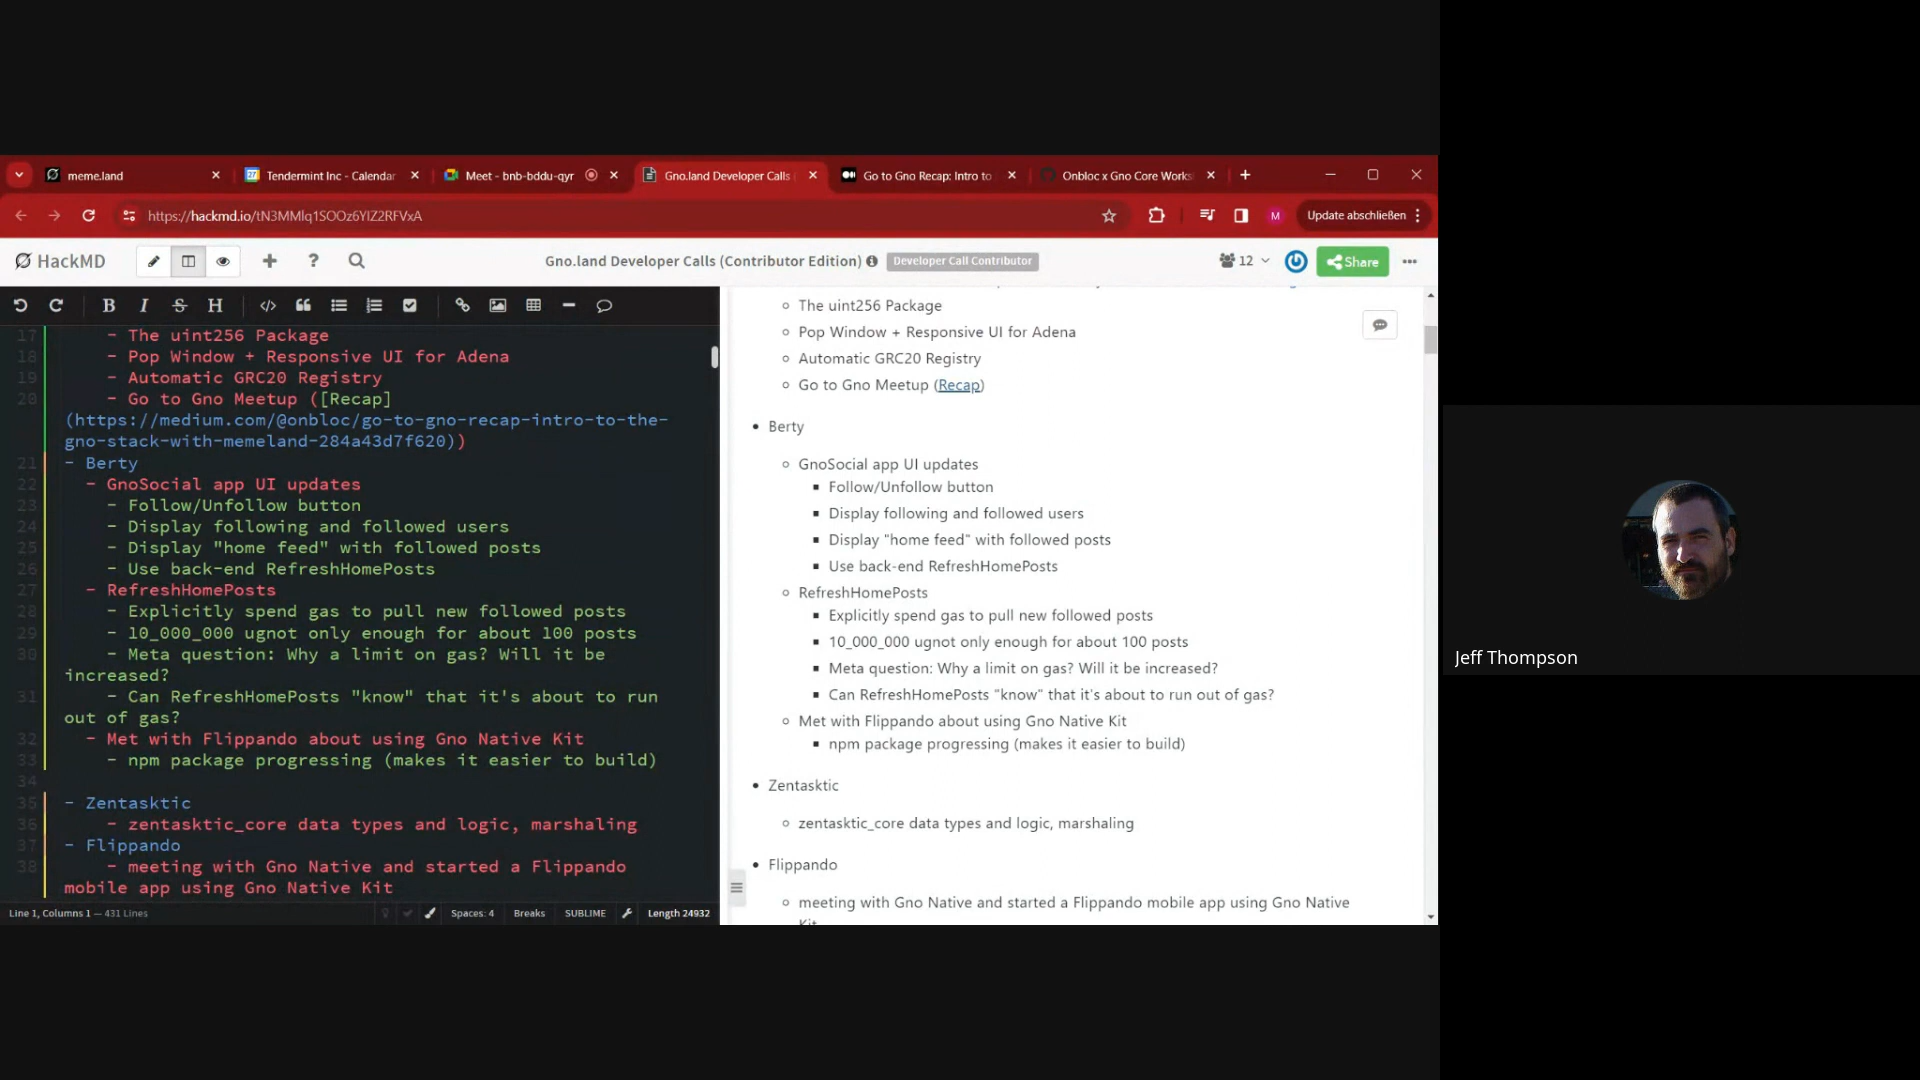 meme.land
Tendermint Inc - Calendar
Meet - bnb-bddu-qyr
Gno.land Developer Calls
Go to Gno Recap: Intro to
Onbloc x Gno Core Works
https://hackmd.io/tN3MMlq1SOOz6YIZ2RFVxA
M
Update abschließen
HackMD
Gno.land Developer Calls (Contributor Edition)
Developer Call Contributor
12
Share
B I S H
17 - The uint256 Package
18 - Pop Window + Responsive UI for Adena
19 - Automatic GRC20 Registry
20 - Go to Gno Meetup ([Recap]
(https://medium.com/@onbloc/go-to-gno-recap-intro-to-the-
gno-stack-with-memeland-284a43d7f620))
21 - Berty
22 - GnoSocial app UI updates
23 - Follow/Unfollow button
24 - Display following and followed users
25 - Display "home feed" with followed posts
26 - Use back-end RefreshHomePosts
27 - RefreshHomePosts
28 - Explicitly spend gas to pull new followed posts
29 - 10_000_000 ugnot only enough for about 100 posts
30 - Meta question: Why a limit on gas? Will it be
increased?
31 - Can RefreshHomePosts "know" that it's about to run
out of gas?
32 - Met with Flippando about using Gno Native Kit
33 - npm package progressing (makes it easier to build)
34
35 - Zentasktic
36 - zentasktic_core data types and logic, marshaling
37 - Flippando
38 - meeting with Gno Native and started a Flippando
mobile app using Gno Native Kit
Line 1, Columns 1 — 431 Lines
Spaces: 4
Breaks
SUBLIME
Length 24932
The uint256 Package
Pop Window + Responsive UI for Adena
Automatic GRC20 Registry
Go to Gno Meetup (Recap)
Berty
GnoSocial app UI updates
Follow/Unfollow button
Display following and followed users
Display "home feed" with followed posts
Use back-end RefreshHomePosts
RefreshHomePosts
Explicitly spend gas to pull new followed posts
10_000_000 ugnot only enough for about 100 posts
Meta question: Why a limit on gas? Will it be increased?
Can RefreshHomePosts "know" that it's about to run out of gas?
Met with Flippando about using Gno Native Kit
npm package progressing (makes it easier to build)
Zentasktic
zentasktic_core data types and logic, marshaling
Flippando
meeting with Gno Native and started a Flippando mobile app using Gno Native
Kit
Jeff Thompson